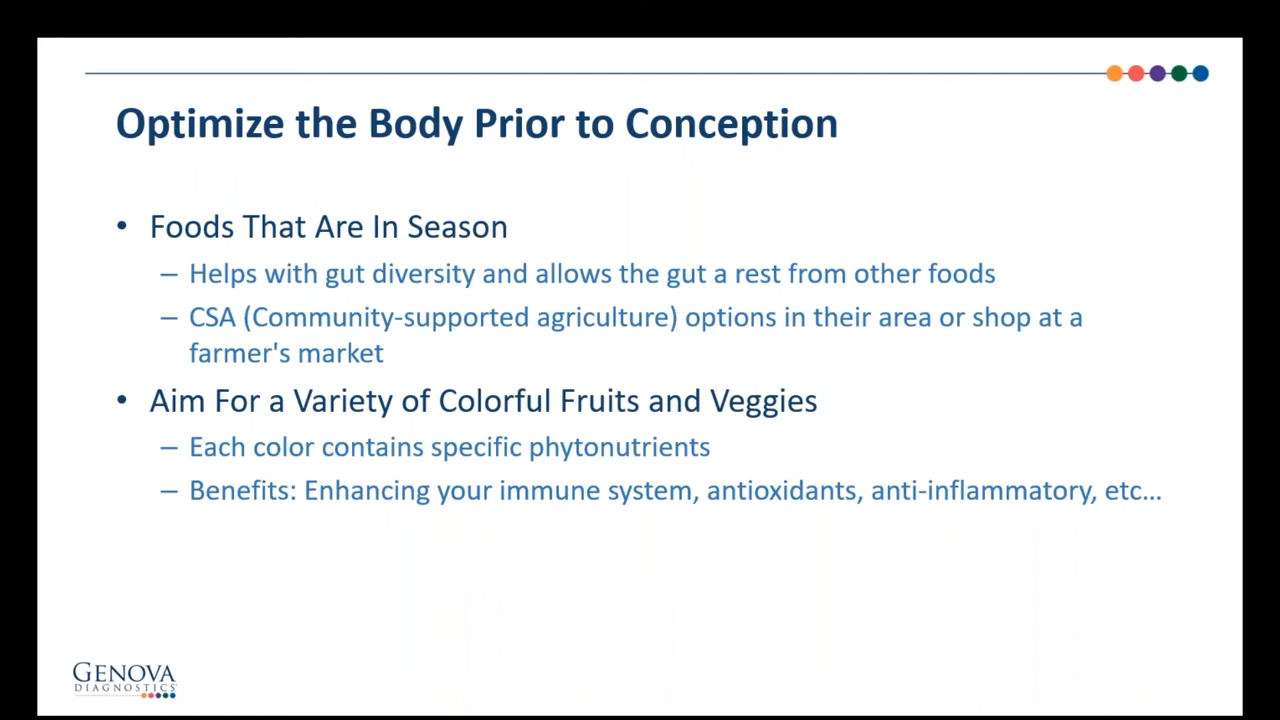 Optimize the Body Prior to Conception
• Foods That Are In Season
– Helps with gut diversity and allows the gut a rest from other foods
– CSA (Community-supported agriculture) options in their area or shop at a
farmer's market
• Aim For a Variety of Colorful Fruits and Veggies
– Each color contains specific phytonutrients
– Benefits: Enhancing your immune system, antioxidants, anti-inflammatory, etc…
GENOVA
DIAGNOSTICS